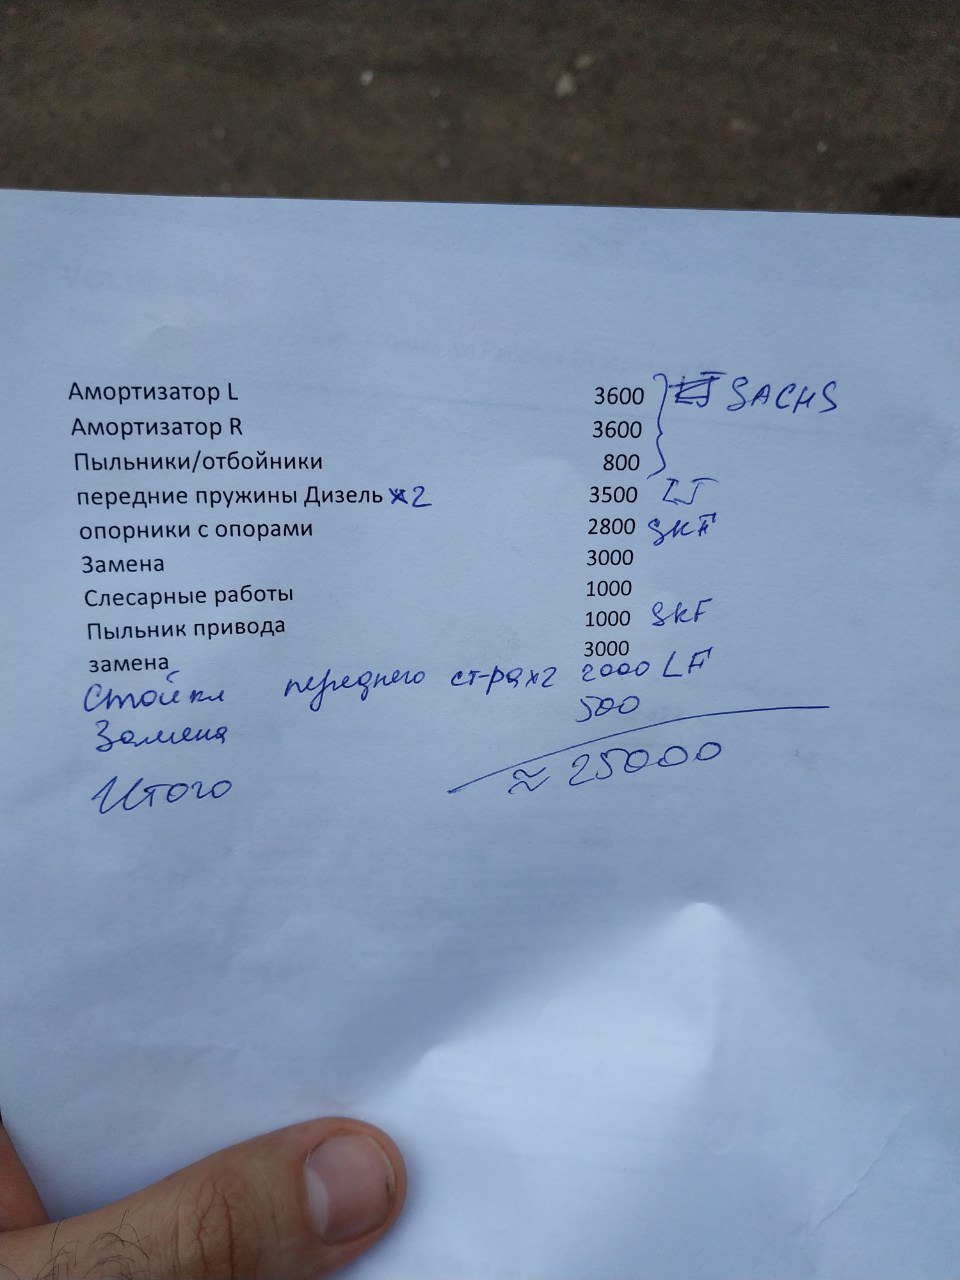 Амортизатор L 3600 SACHS
Амортизатор R 3600
Пыльники/отбойники 800
передние пружины Дизель x2 3500
опорники с опорами 2800 SKF
Замена 3000
Слесарные работы 1000
Пыльник привода 1000 SKF
замена 3000
Стойки переднего ст-ра x2 2000
Замена 500
Итого ≈ 25000